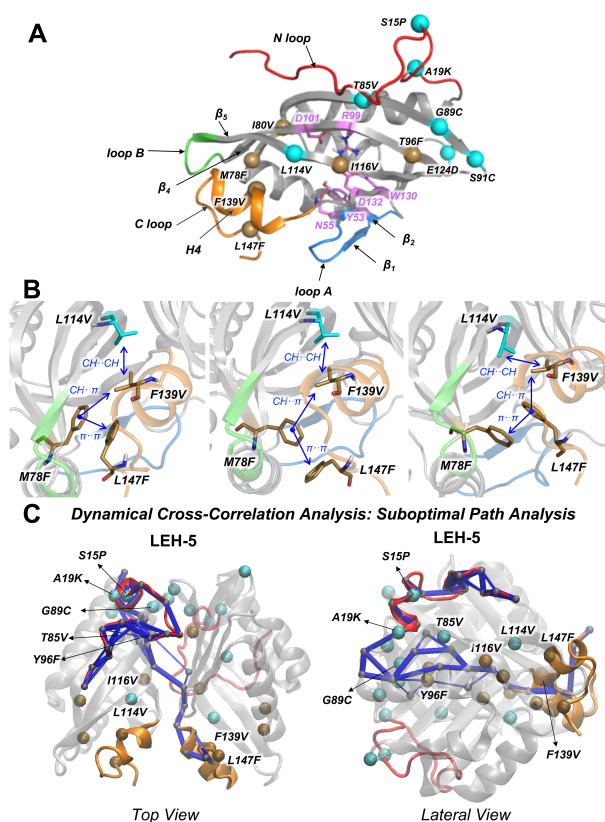 A
S15P
N loop
A19K
T85V
G89C
β5
I80V
D101
R99
T96F
loop B
β4
M78F
L114V
I116V
E124D
S91C
F139V
D132
W130
C loop
N55
Y53
H4
L147F
β2
β1
loop A
B
L114V
CH··CH
CH··π
F139V
π··π
M78F
L147F
L114V
CH··CH
CH··π
F139V
π··π
M78F
L147F
L114V
CH··CH
F139V
CH··π
π··π
M78F
L147F
C
Dynamical Cross-Correlation Analysis: Suboptimal Path Analysis
LEH-5
S15P
A19K
G89C
T85V
Y96F
I116V
L114V
F139V
L147F
Top View
LEH-5
S15P
A19K
T85V
L114V
I116V
L147F
G89C
Y96F
F139V
Lateral View